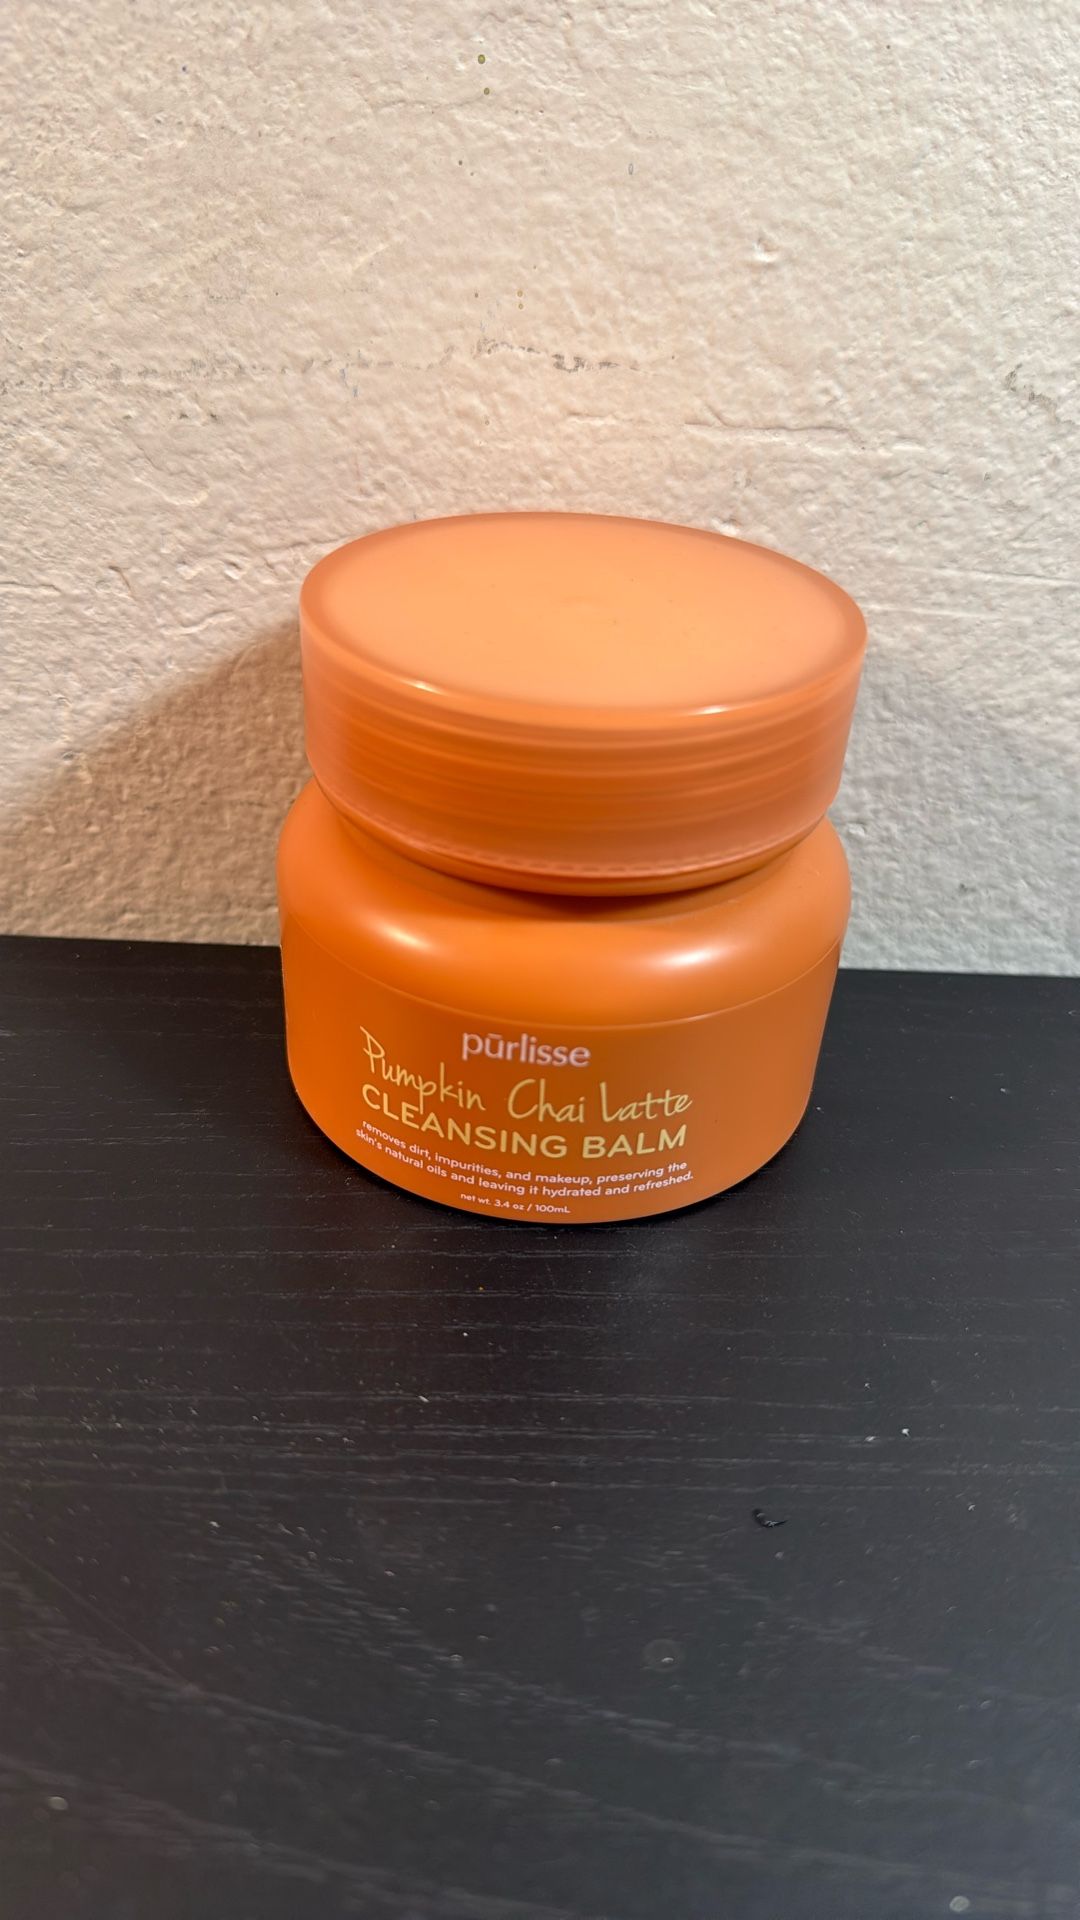 pūrlisse
Pumpkin Chai Latte
CLEANSING BALM
removes dirt, impurities, and makeup, preserving the
skin's natural oils and leaving it hydrated and refreshed.
net wt. 3.4 oz / 100mL